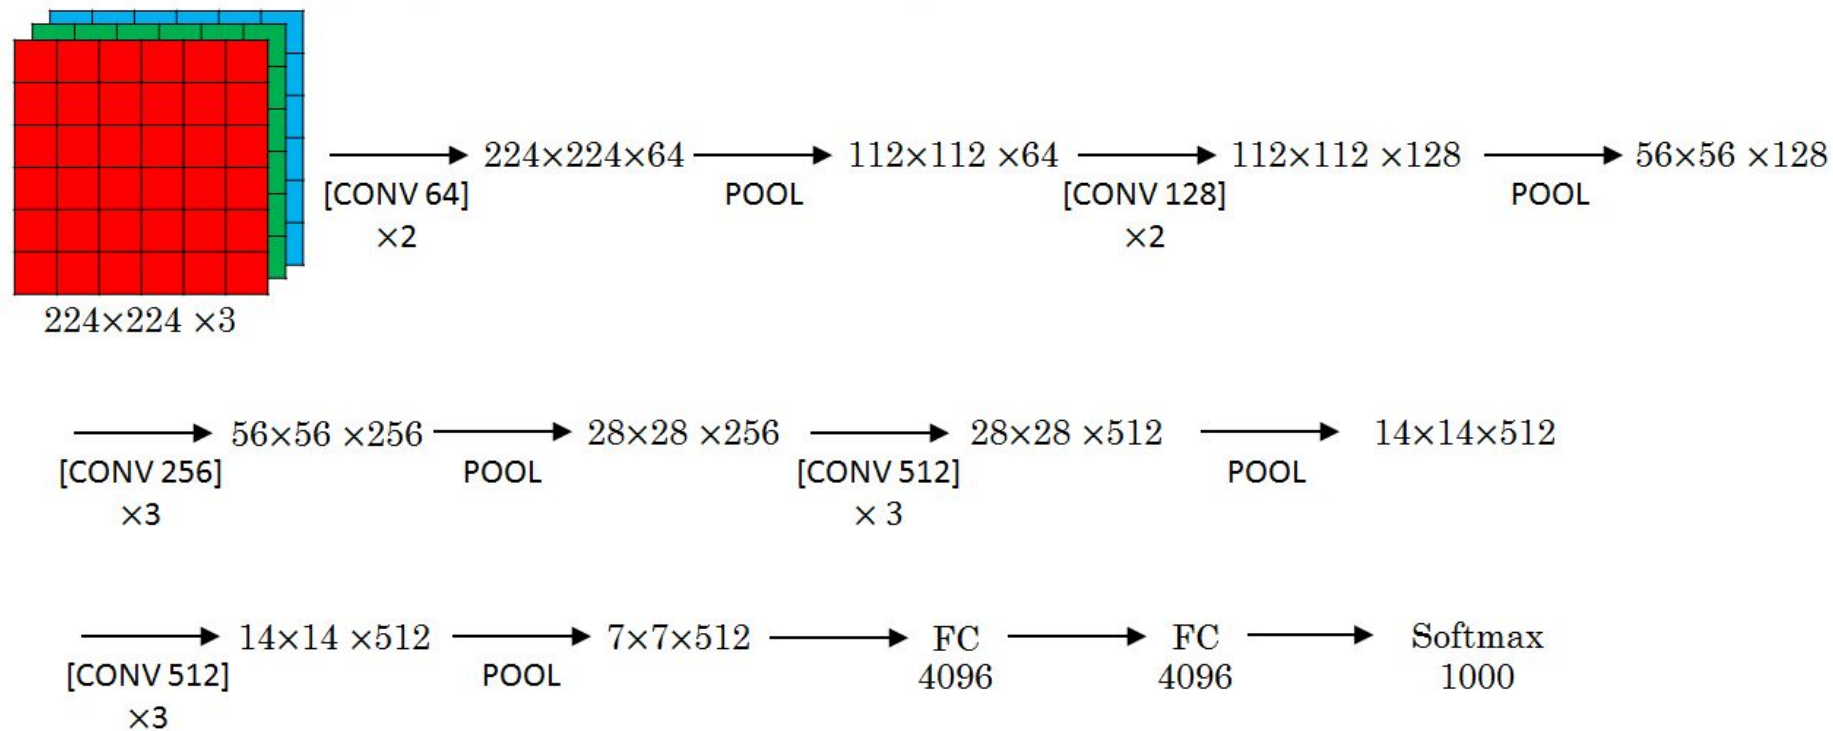 224×224 ×3
224×224×64
112×112 ×64
112×112 ×128
56×56 ×128
[CONV 64]
×2
POOL
[CONV 128]
×2
POOL
56×56 ×256
28×28 ×256
28×28 ×512
14×14×512
[CONV 256]
×3
POOL
[CONV 512]
× 3
POOL
14×14 ×512
7×7×512
FC
4096
FC
4096
Softmax
1000
[CONV 512]
×3
POOL